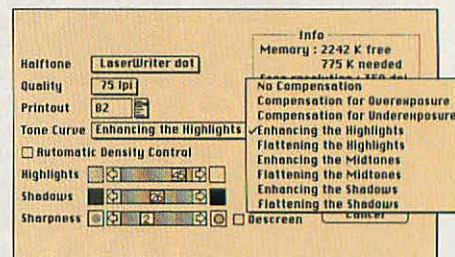 Info
Memory : 2242 K free
775 K needed
Halftone LaserWriter dot
Quality 75 lpi
Printout 82
Tone Curve Enhancing the Highlights
No Compensation
Compensation for Overexposure
Compensation for Underexposure
✓Enhancing the Highlights
Flattening the Highlights
Enhancing the Midtones
Flattening the Midtones
Enhancing the Shadows
Flattening the Shadows
Automatic Density Control
Highlights 45
Shadows 26
Sharpness 2 Descreen
Cancel